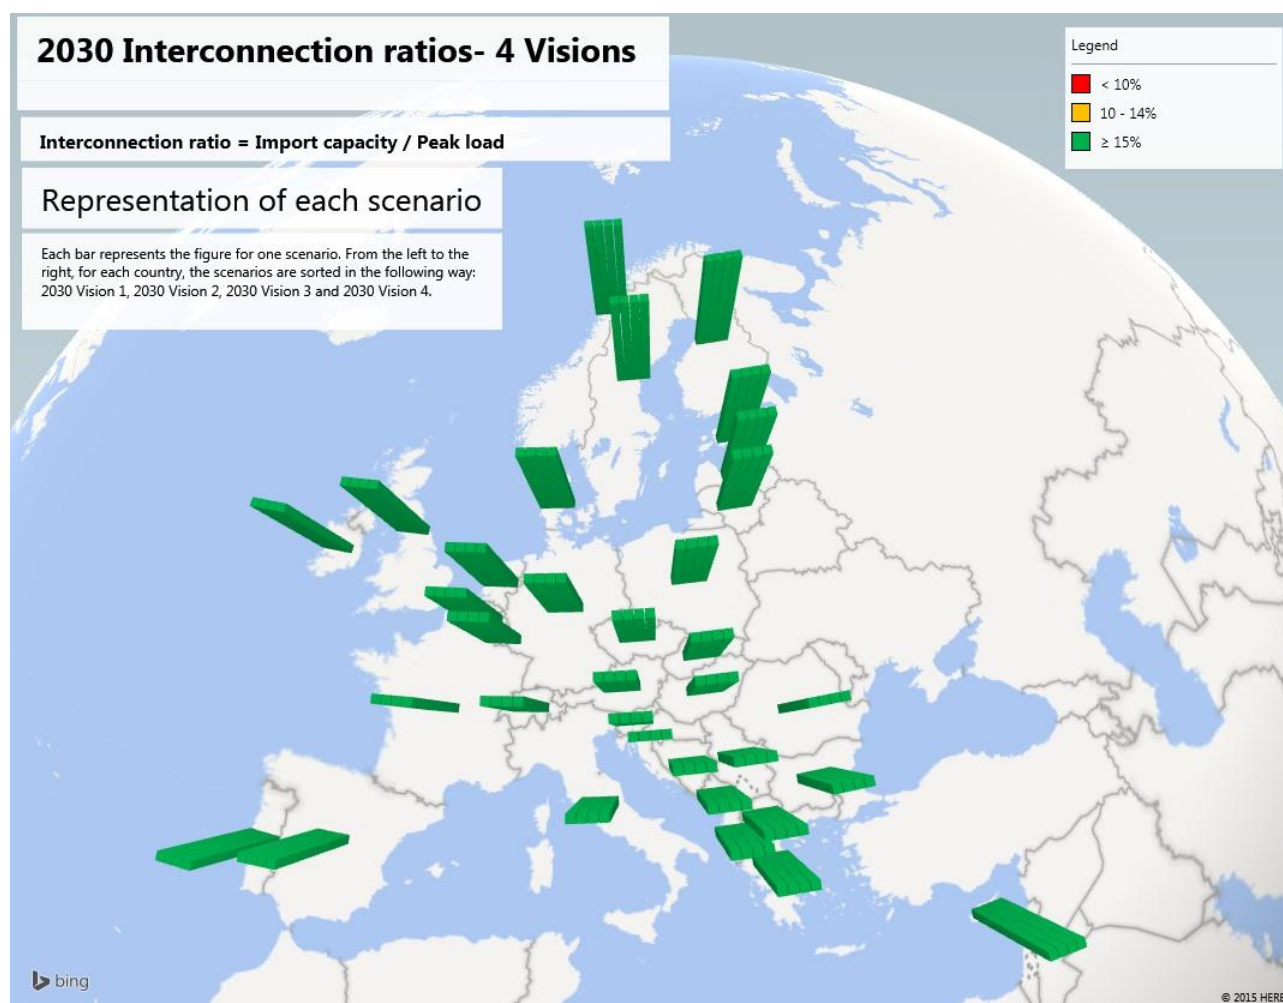 2030 Interconnection ratios- 4 Visions
Interconnection ratio = Import capacity / Peak load
Representation of each scenario
Each bar represents the figure for one scenario. From the left to the
right, for each country, the scenarios are sorted in the following way:
2030 Vision 1, 2030 Vision 2, 2030 Vision 3 and 2030 Vision 4.
Legend
< 10%
10 - 14%
≥ 15%
bing
© 2015 HERE